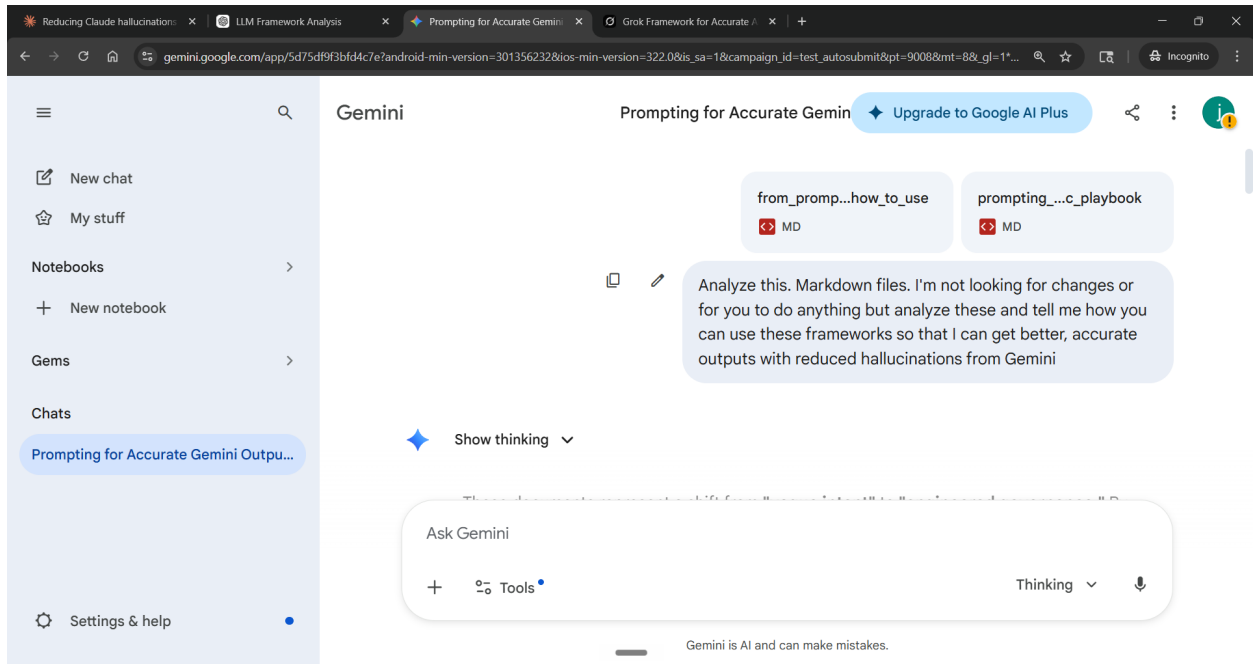 Reducing Claude hallucinations
LLM Framework Analysis
Prompting for Accurate Gemini
Grok Framework for Accurate A
gemini.google.com/app/5d75df9f3bfd4c7e?android-min-version=301356232&ios-min-version=322.0&is_sa=1&campaign_id=test_autosubmit&pt=9008&mt=8&_gl=1*...
Incognito
Gemini
Prompting for Accurate Gemin
Upgrade to Google AI Plus
j
New chat
My stuff
Notebooks
New notebook
Gems
Chats
Prompting for Accurate Gemini Outpu...
Settings & help
from_promp...how_to_use
MD
prompting_...c_playbook
MD
Analyze this. Markdown files. I'm not looking for changes or
for you to do anything but analyze these and tell me how you
can use these frameworks so that I can get better, accurate
outputs with reduced hallucinations from Gemini
Show thinking
Ask Gemini
Tools
Thinking
Gemini is AI and can make mistakes.